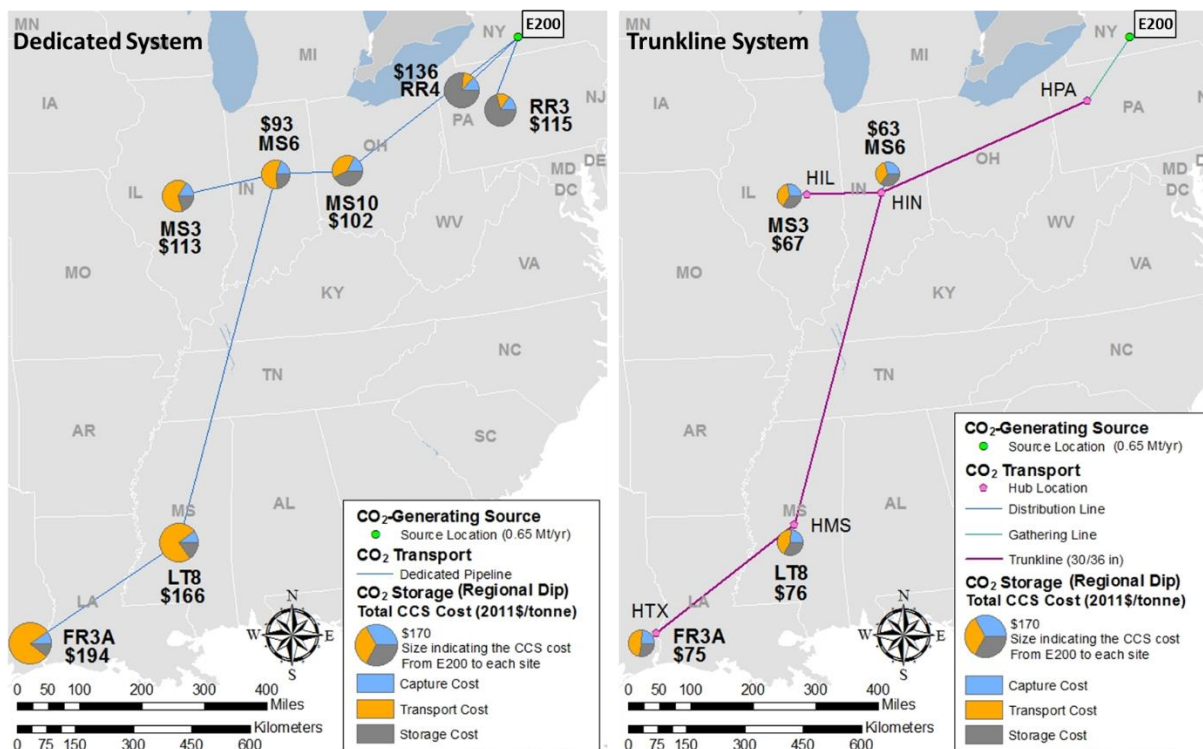 Dedicated System
MN
NY
E200
MI
$136
RR4
IA
PA
NJ
RR3
$115
$93
MS6
OH
MD
DE
DC
IL
IN
MS10
$102
MS3
$113
WV
MO
VA
KY
TN
NC
AR
SC
MS
AL
LT8
$166
LA
FR3A
$194
N
W
E
S
0
50
100
200
300
400
Miles
Kilometers
0
75
150
300
450
600
CO2-Generating Source
Source Location (0.65 Mt/yr)
CO2 Transport
Dedicated Pipeline
CO2 Storage (Regional Dip)
Total CCS Cost (2011$/tonne)
$170
Size indicating the CCS cost
From E200 to each site
Capture Cost
Transport Cost
Storage Cost
Trunkline System
MN
NY
E200
MI
HPA
IA
PA
NJ
$63
MS6
OH
MD
DE
DC
IL
HIL
IN
HIN
MS3
$67
WV
MO
VA
KY
TN
NC
AR
SC
MS
AL
HMS
LT8
$76
LA
HTX
FR3A
$75
N
W
E
S
0
50
100
200
300
400
Miles
Kilometers
0
75
150
300
450
600
CO2-Generating Source
Source Location (0.65 Mt/yr)
CO2 Transport
Hub Location
Distribution Line
Gathering Line
Trunkline (30/36 in)
CO2 Storage (Regional Dip)
Total CCS Cost (2011$/tonne)
$170
Size indicating the CCS cost
From E200 to each site
Capture Cost
Transport Cost
Storage Cost